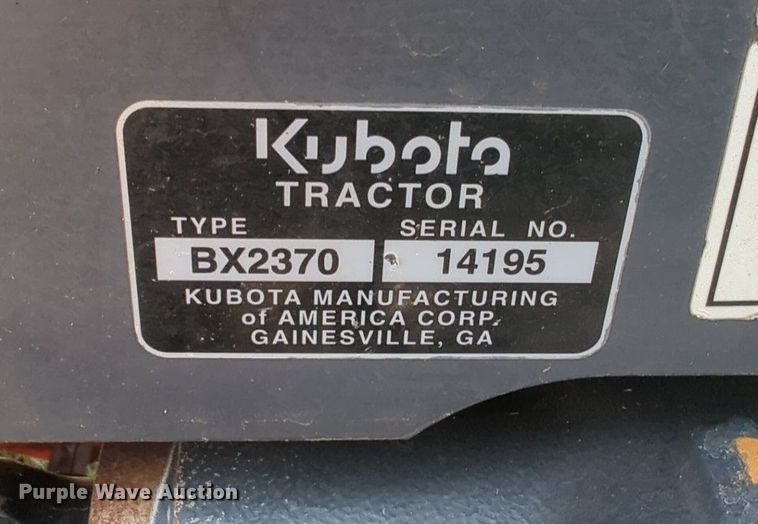 Kubota
TRACTOR
TYPE SERIAL NO.
BX2370 14195
KUBOTA MANUFACTURING
of AMERICA CORP.
GAINESVILLE, GA
Purple Wave Auction